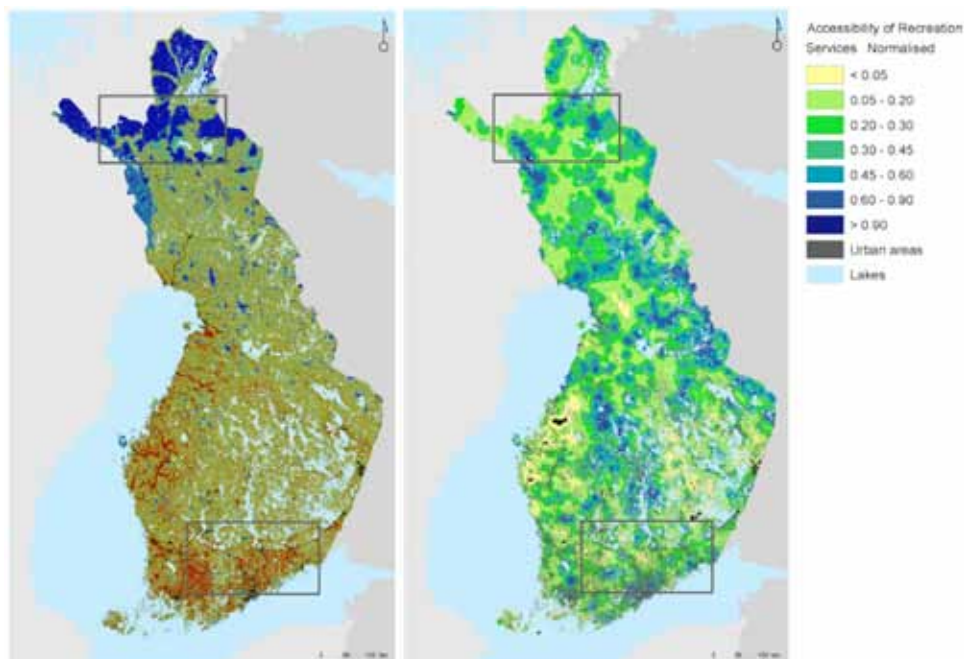 Accessibility of Recreation
Services Normalised
< 0.05
0.05 - 0.20
0.20 - 0.30
0.30 - 0.45
0.45 - 0.60
0.60 - 0.90
> 0.90
Urban areas
Lakes